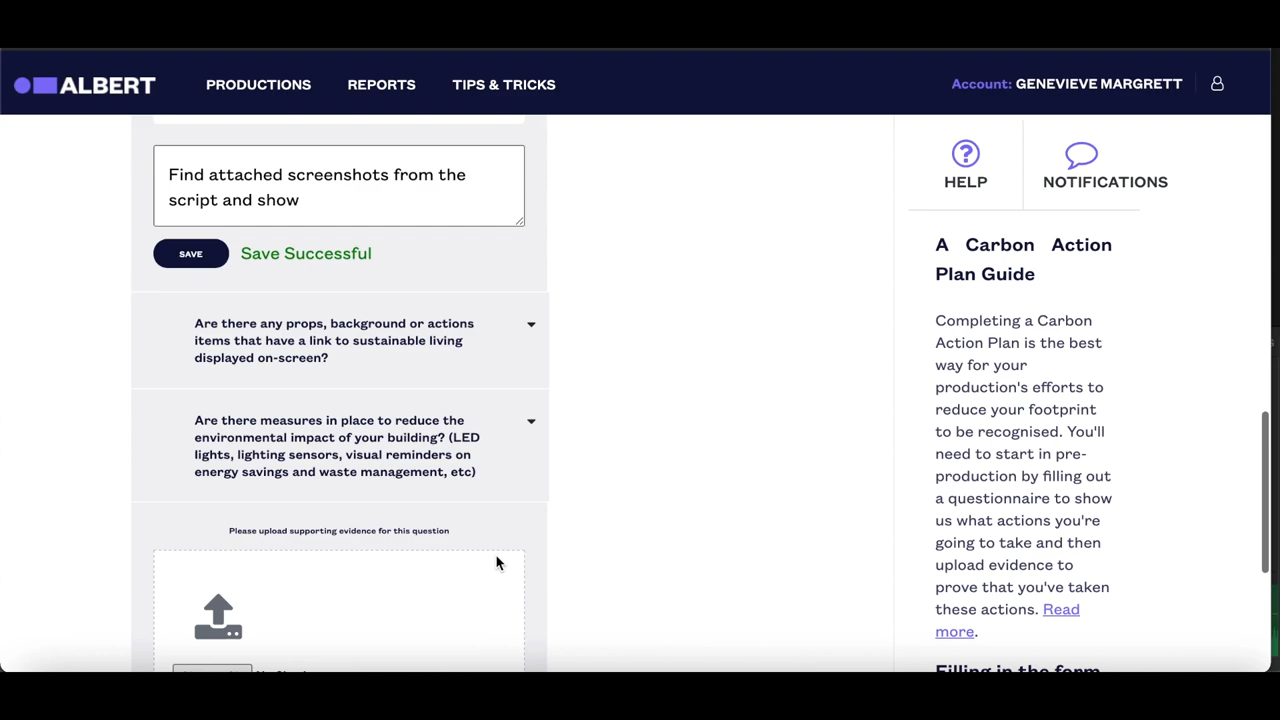 ALBERT
PRODUCTIONS
REPORTS
TIPS & TRICKS
Account: GENEVIEVE MARGRETT
Find attached screenshots from the
script and show
SAVE
Save Successful
Are there any props, background or actions
items that have a link to sustainable living
displayed on-screen?
Are there measures in place to reduce the
environmental impact of your building? (LED
lights, lighting sensors, visual reminders on
energy savings and waste management, etc)
Please upload supporting evidence for this question
HELP
NOTIFICATIONS
A Carbon Action
Plan Guide
Completing a Carbon
Action Plan is the best
way for your
production's efforts to
reduce your footprint
to be recognised. You'll
need to start in pre-
production by filling out
a questionnaire to show
us what actions you're
going to take and then
upload evidence to
prove that you've taken
these actions. Read
more.
Filling in the form